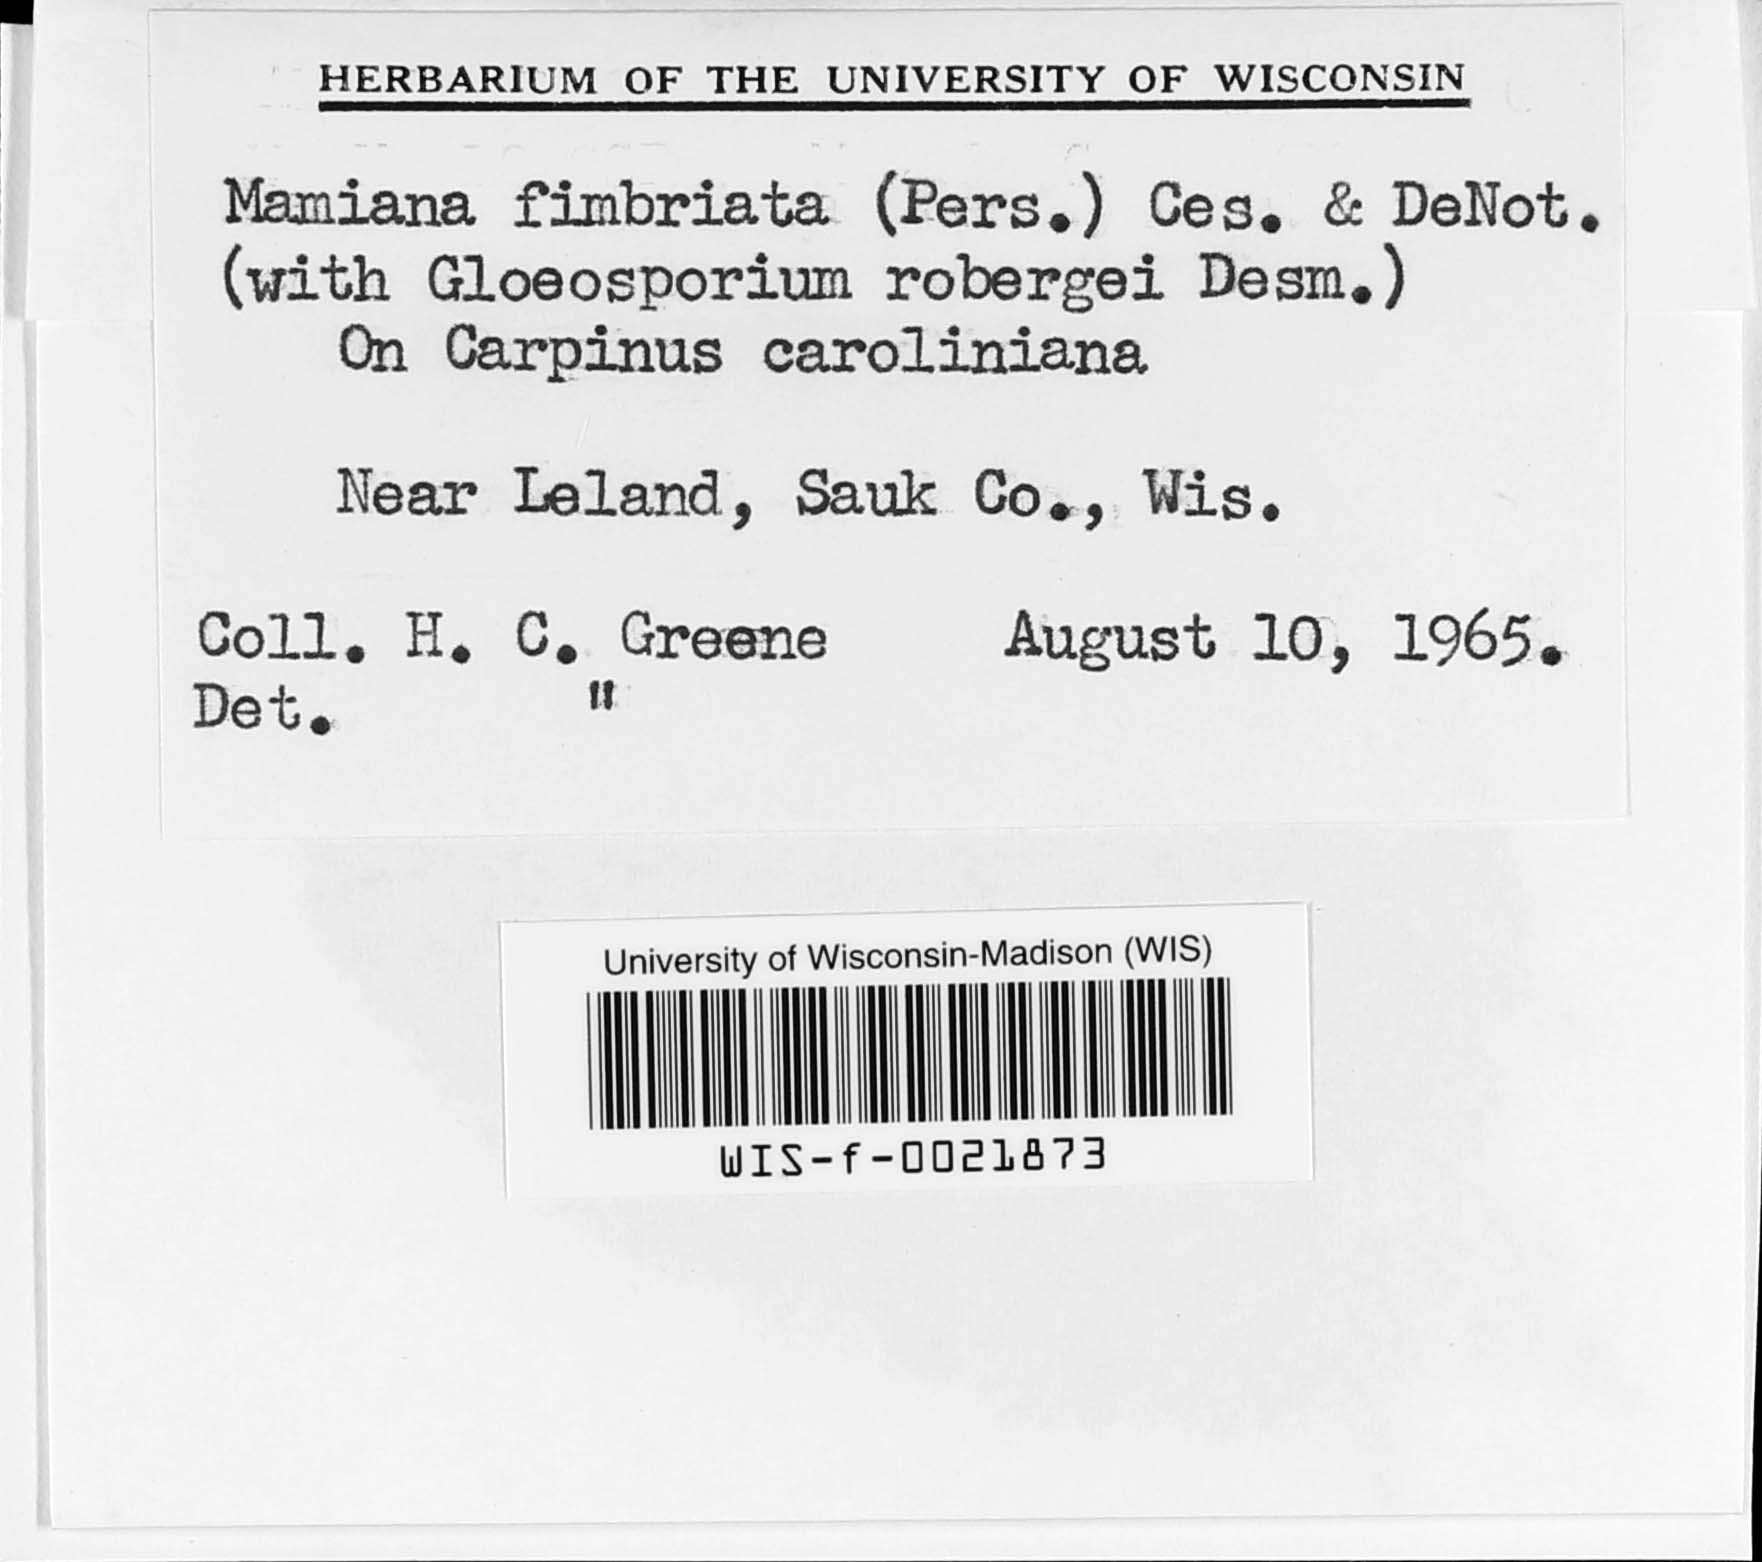 HERBARIUM OF THE UNIVERSITY OF WISCONSIN
Mamiana fimbriata (Pers.) Ces. & DeNot.
(with Gloeosporium robergei Desm.)
On Carpinus caroliniana
Near Leland, Sauk Co., Wis.
Coll. H. C. Greene August 10, 1965.
Det. "
University of Wisconsin-Madison (WIS)
WIS-f-0021873